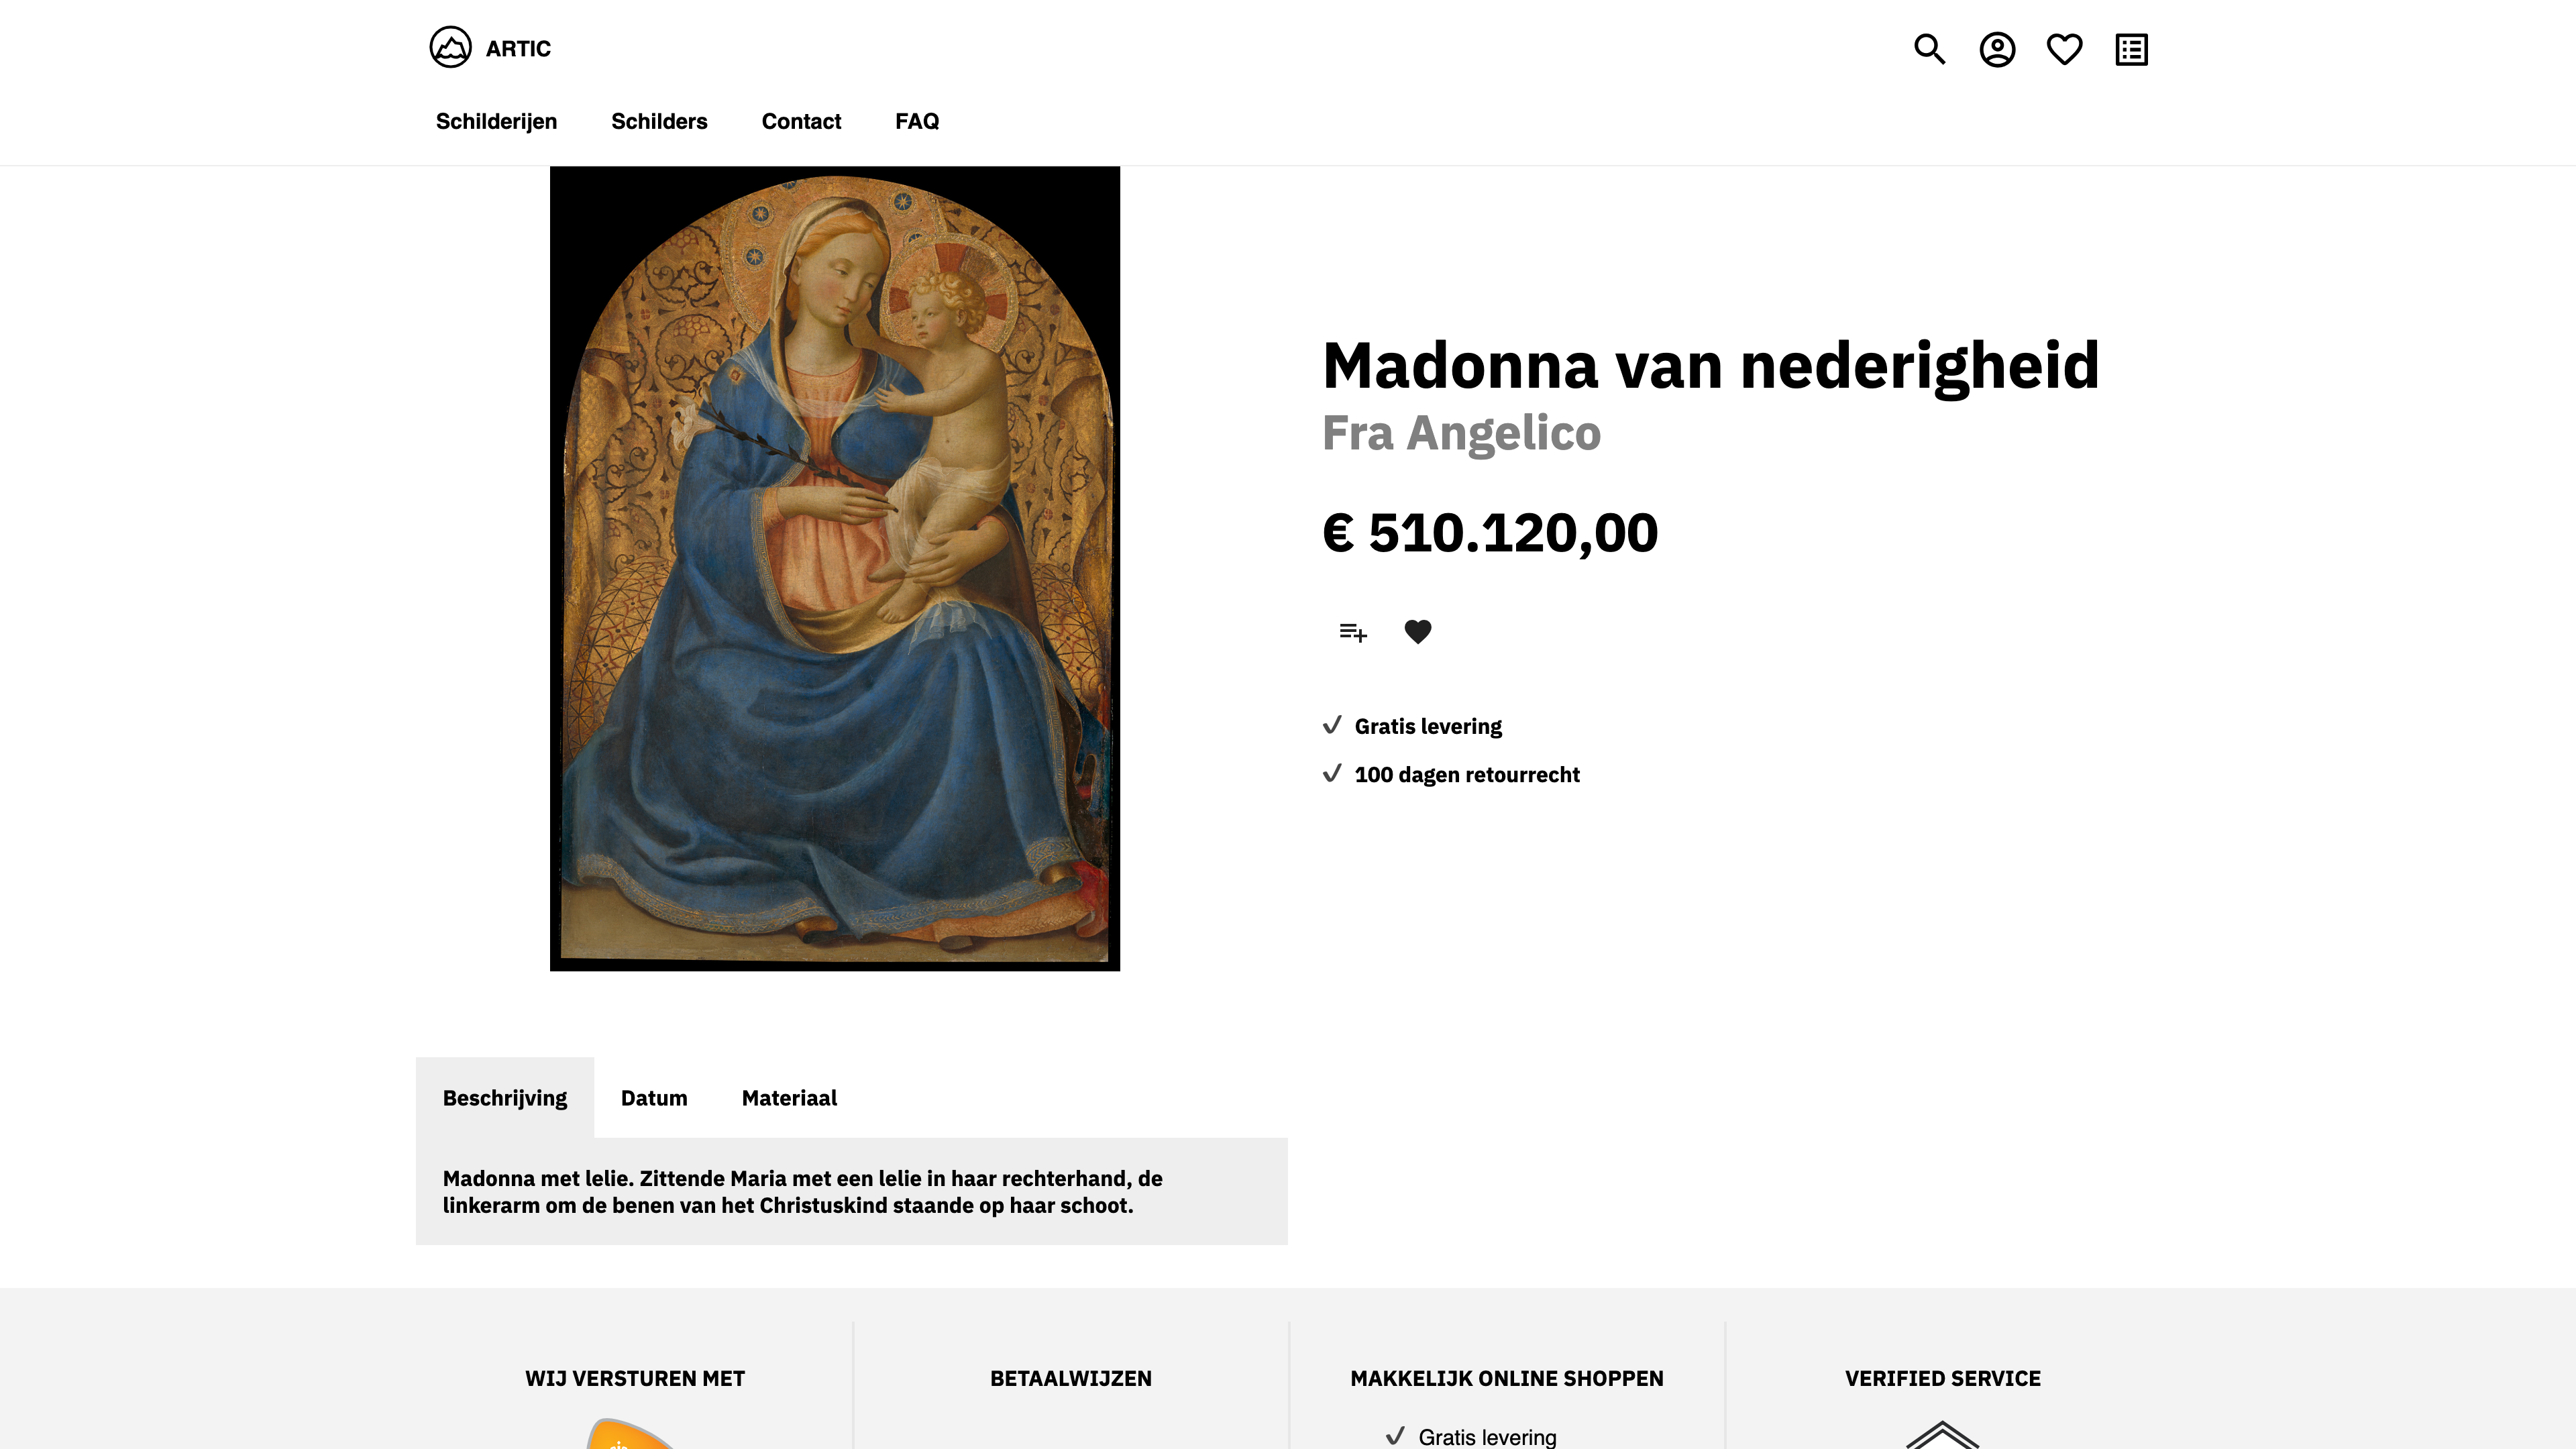 ARTIC
Schilderijen
Schilders
Contact
FAQ
Madonna van nederigheid
Fra Angelico
€ 510.120,00
Gratis levering
100 dagen retourrecht
Beschrijving
Datum
Materiaal
Madonna met lelie. Zittende Maria met een lelie in haar rechterhand, de
linkerarm om de benen van het Christuskind staande op haar schoot.
WIJ VERSTUREN MET
BETAALWIJZEN
MAKKELIJK ONLINE SHOPPEN
VERIFIED SERVICE
Gratis levering